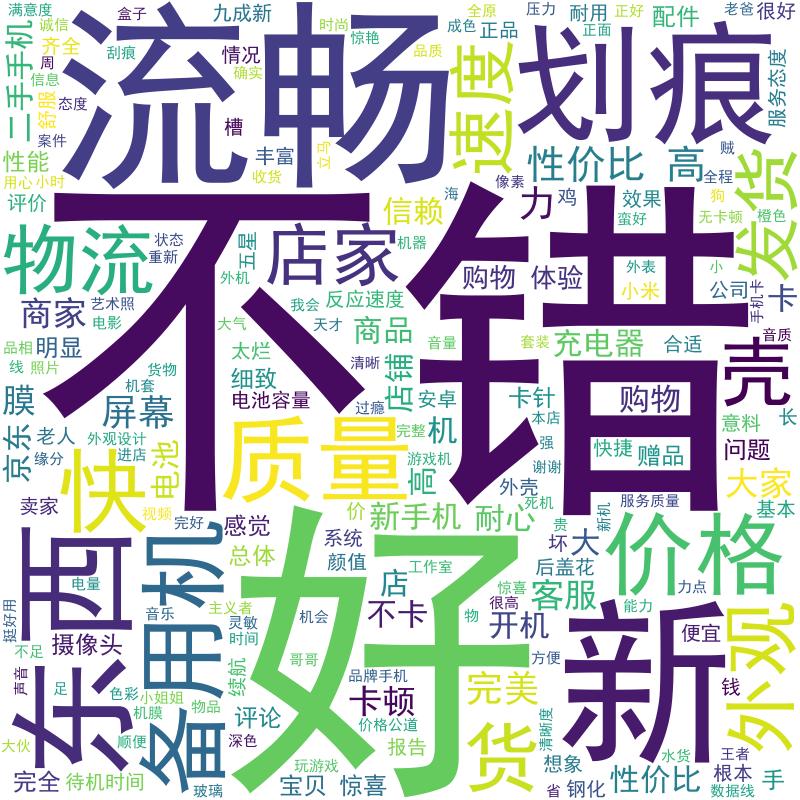 满意度
诚信
齐全
周
信息
舒服
态度
案件
二手手机
性能
用心
小时
评价
盒子
九成新
刮痕
情况
确实
槽
丰富
立马
收货
流畅
时尚
惊艳
品质
全原
成色
正品
速度
压力
正好
正面
耐用
配件
老爸
很好
服务态度
划痕
性价比
高
贼
全程
像素
海
力
鸡
效果
蛮好
狗
无卡顿
橙色
发货
信赖
不错
物流
状态
重新
五星
外机
店家
机器
购物
体验
外表
小
小米
公司
手机卡
卡
商家
艺术照
电影
大气
我会
天才
反应速度
商品
音量
套装
充电器
合适
音质
品相
明显
线
照片
货物
机套
太烂
细致
清晰
电池容量
过瘾
店铺
安卓
卡针
本店
壳
购物
长
膜
京东
屏幕
老人
外观设计
缘分
进店
电池
质量
完整
高
机
游戏机
强
谢谢
快捷
赠品
意料
问题
大家
卖家
快
视频
完好
感觉
价
新手机
耐心
外壳
死机
贵
新机
服务质量
基本
东西
电量
备用机
总体
系统
颜值
工作室
店
好
惊喜
坏
大
后盖花
客服
价格
力点
能力
挺好用
不足
摄像头
音乐
主义者
灵敏
时间
机会
不卡
很高
物
开机
方便
新
便宜
外观
声音
足
色彩
小姐姐
机膜
物品
续航
哥哥
品牌手机
卡顿
完美
钱
大伙
顺便
深色
评论
价格公道
货
清晰度
水货
王者
完全
待机时间
玻璃
宝贝
玩游戏
惊喜
报告
想象
省
钢化
性价比
根本
数据线
手